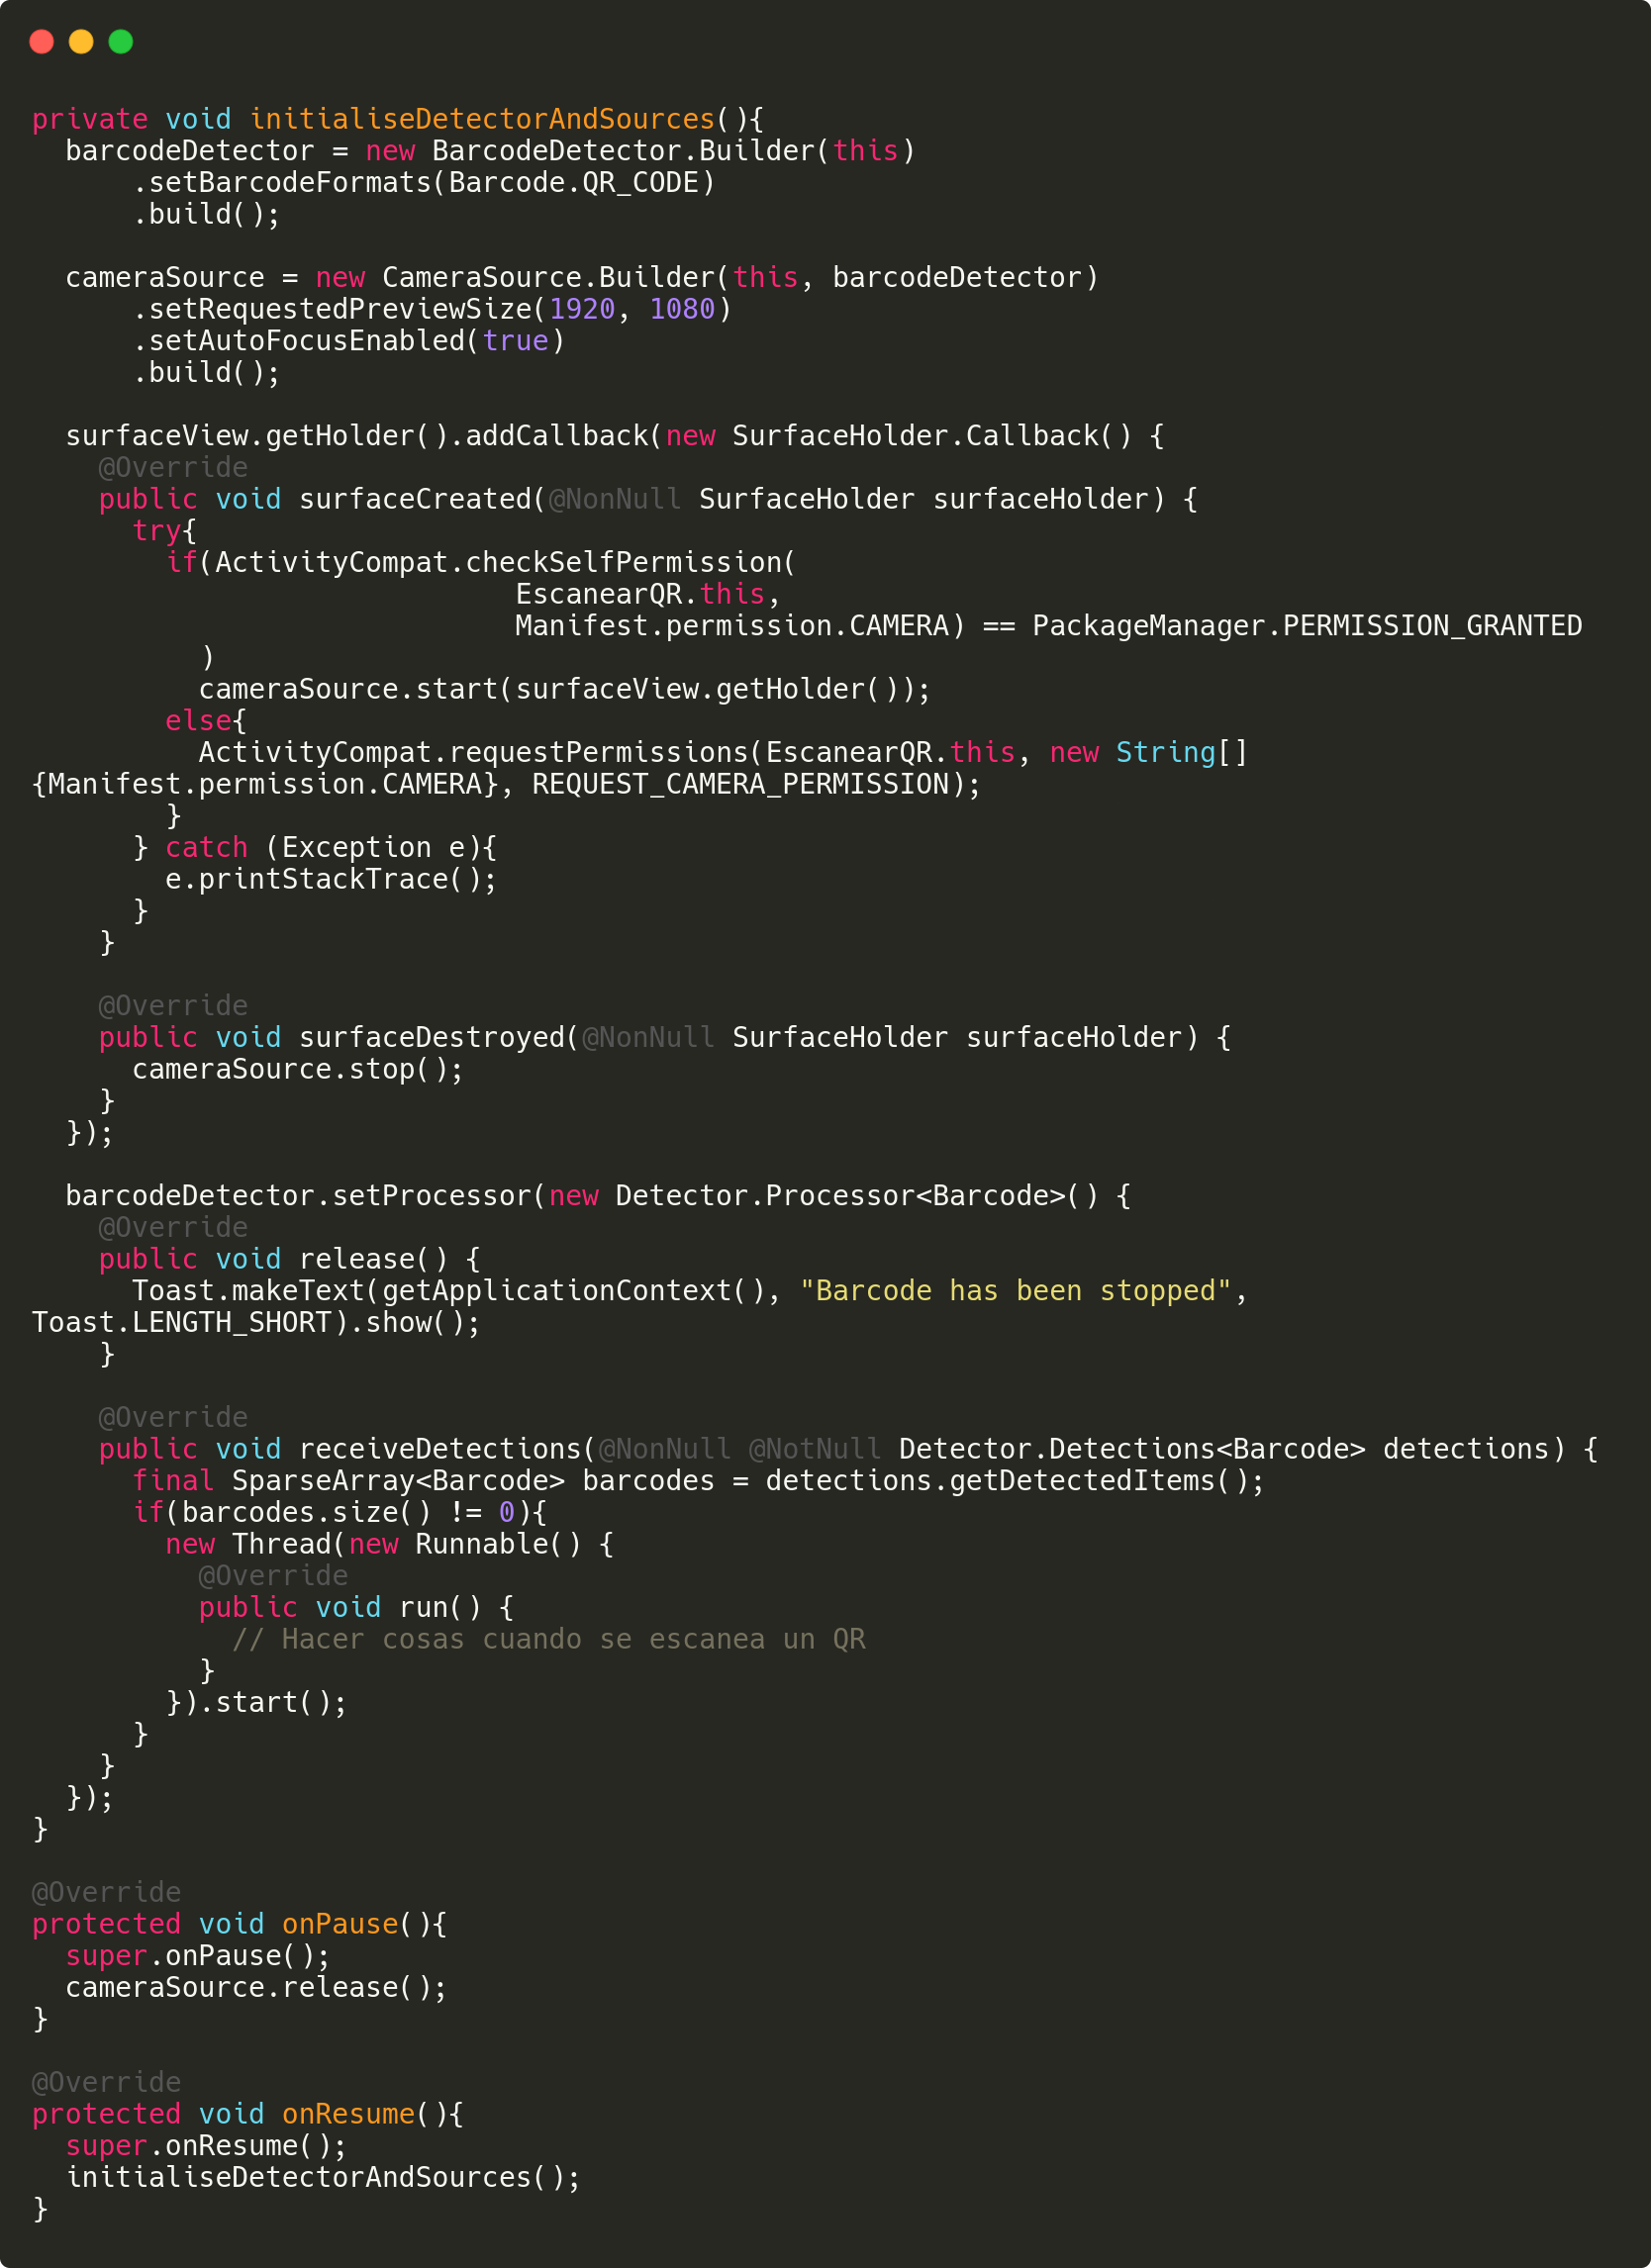 private void initialiseDetectorAndSources(){
  barcodeDetector = new BarcodeDetector.Builder(this)
      .setBarcodeFormats(Barcode.QR_CODE)
      .build();

  cameraSource = new CameraSource.Builder(this, barcodeDetector)
      .setRequestedPreviewSize(1920, 1080)
      .setAutoFocusEnabled(true)
      .build();

  surfaceView.getHolder().addCallback(new SurfaceHolder.Callback() {
    @Override
    public void surfaceCreated(@NonNull SurfaceHolder surfaceHolder) {
      try{
        if(ActivityCompat.checkSelfPermission(
                             EscanearQR.this,
                             Manifest.permission.CAMERA) == PackageManager.PERMISSION_GRANTED
          )
          cameraSource.start(surfaceView.getHolder());
        else{
          ActivityCompat.requestPermissions(EscanearQR.this, new String[]
{Manifest.permission.CAMERA}, REQUEST_CAMERA_PERMISSION);
        }
      } catch (Exception e){
        e.printStackTrace();
      }
    }

    @Override
    public void surfaceDestroyed(@NonNull SurfaceHolder surfaceHolder) {
      cameraSource.stop();
    }
  });

  barcodeDetector.setProcessor(new Detector.Processor<Barcode>() {
    @Override
    public void release() {
      Toast.makeText(getApplicationContext(), "Barcode has been stopped",
Toast.LENGTH_SHORT).show();
    }

    @Override
    public void receiveDetections(@NonNull @NotNull Detector.Detections<Barcode> detections) {
      final SparseArray<Barcode> barcodes = detections.getDetectedItems();
      if(barcodes.size() != 0){
        new Thread(new Runnable() {
          @Override
          public void run() {
            // Hacer cosas cuando se escanea un QR
          }
        }).start();
      }
    }
  });
}

@Override
protected void onPause(){
  super.onPause();
  cameraSource.release();
}

@Override
protected void onResume(){
  super.onResume();
  initialiseDetectorAndSources();
}